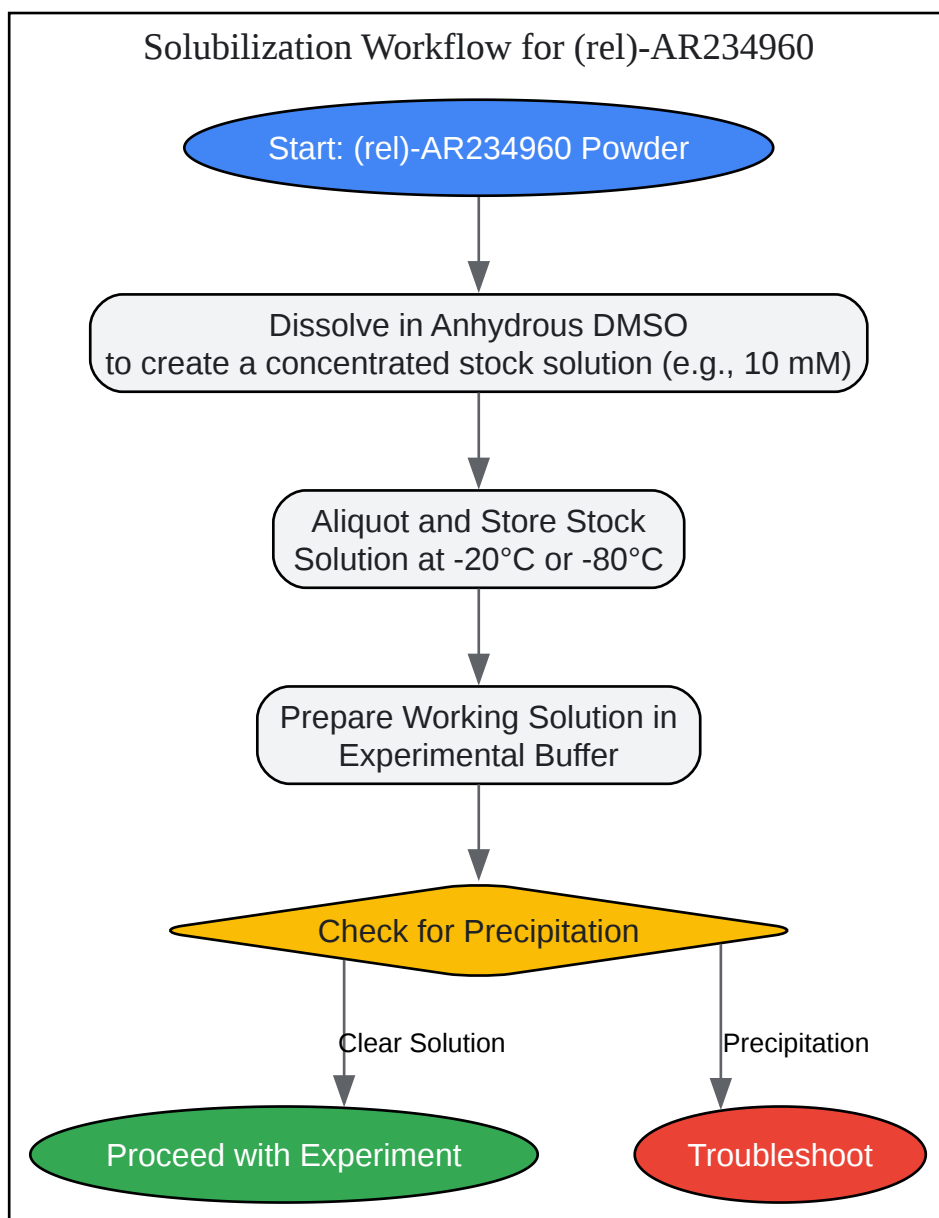 Solubilization Workflow for (rel)-AR234960
Start: (rel)-AR234960 Powder
Dissolve in Anhydrous DMSO
to create a concentrated stock solution (e.g., 10 mM)
Aliquot and Store Stock
Solution at -20°C or -80°C
Prepare Working Solution in
Experimental Buffer
Check for Precipitation
Clear Solution
Precipitation
Proceed with Experiment
Troubleshoot